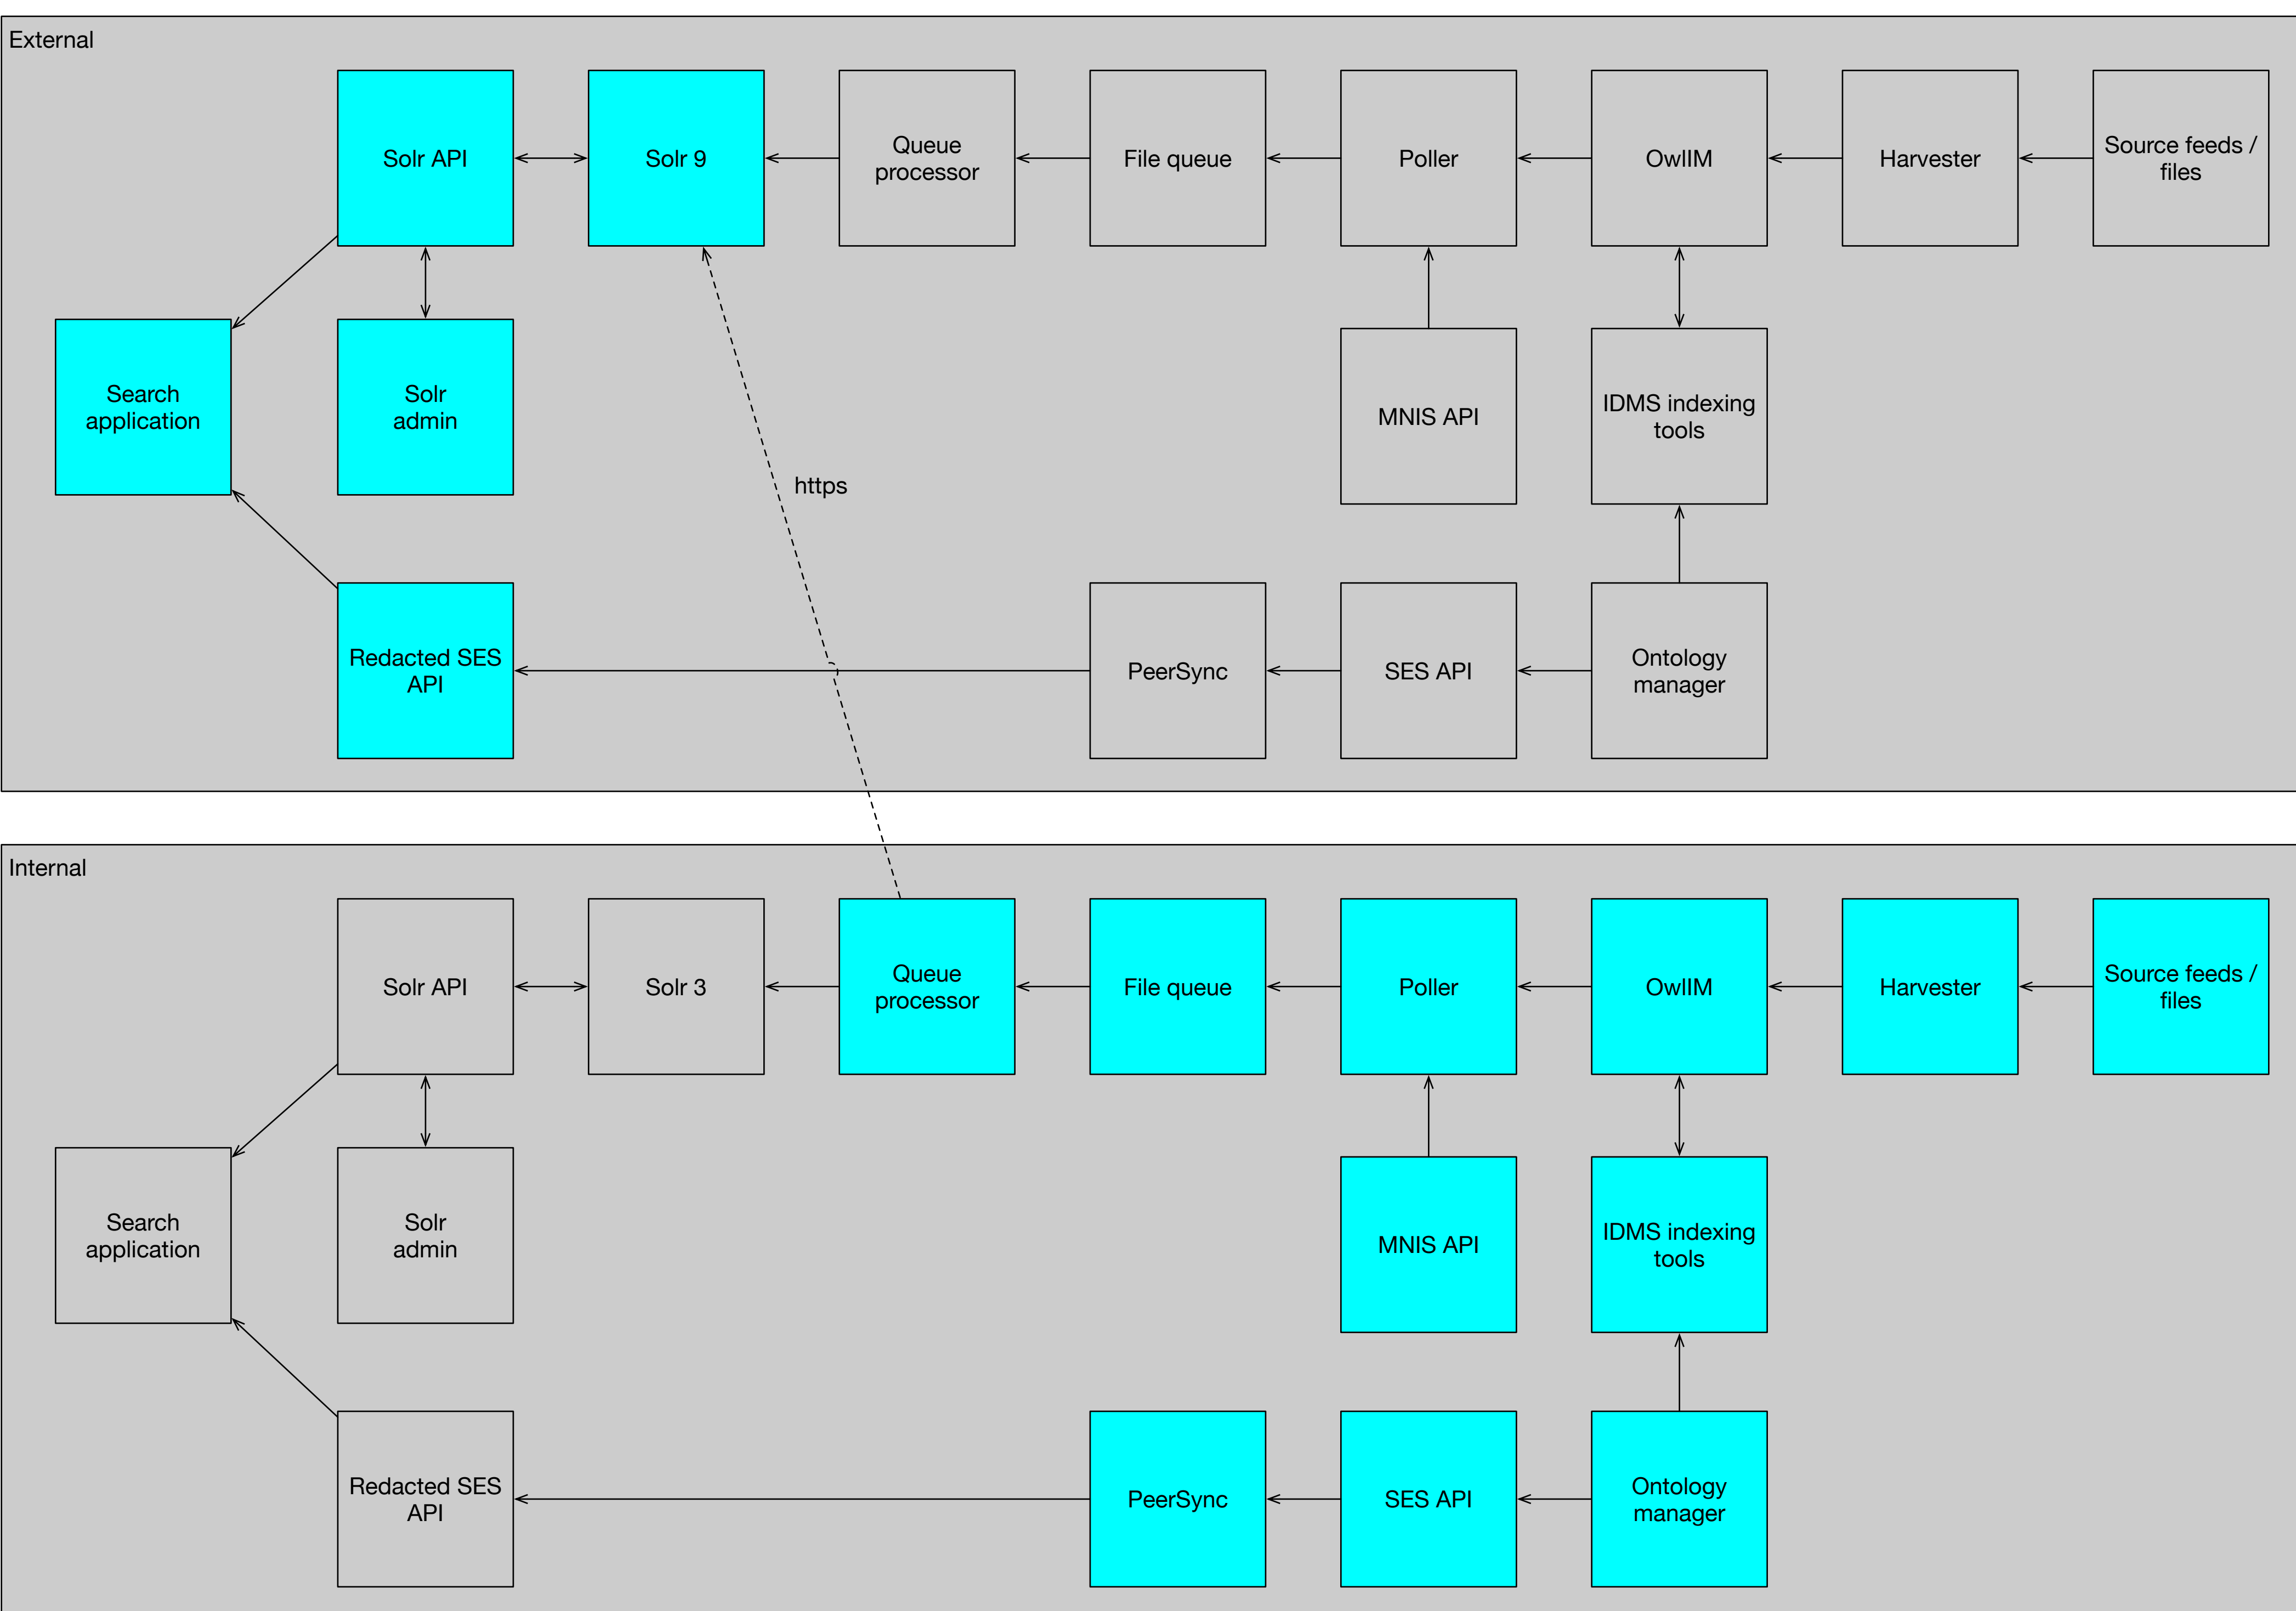 External
Solr API
Solr 9
Queue
processor
File queue
Poller
OwlIM
Harvester
Source feeds /
files
Search
application
Solr
admin
MNIS API
IDMS indexing
tools
https
Redacted SES
API
PeerSync
SES API
Ontology
manager
Internal
Solr API
Solr 3
Queue
processor
File queue
Poller
OwlIM
Harvester
Source feeds /
files
Search
application
Solr
admin
MNIS API
IDMS indexing
tools
Redacted SES
API
PeerSync
SES API
Ontology
manager